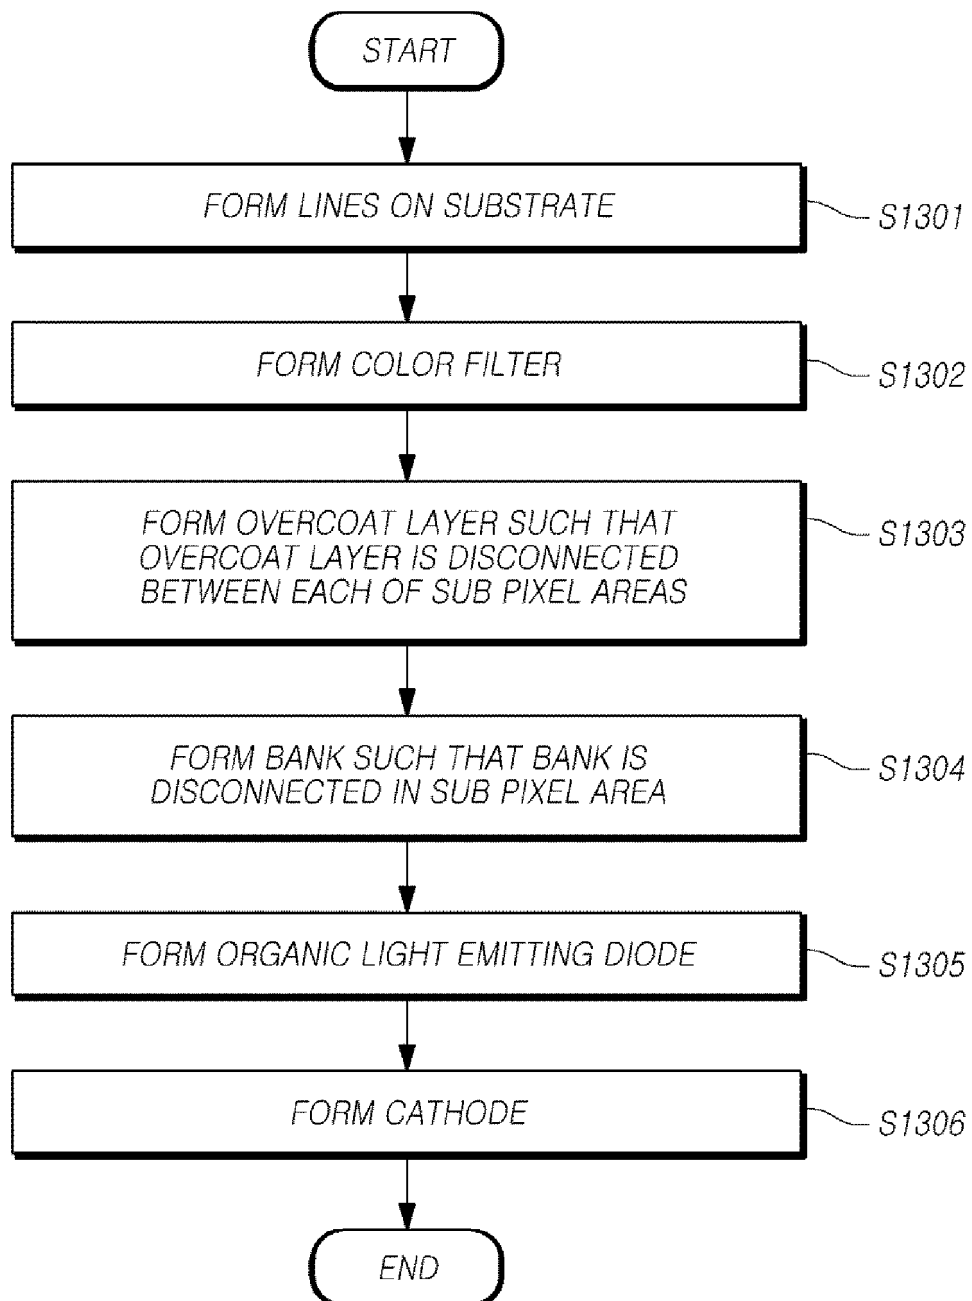 START
FORM LINES ON SUBSTRATE
S1301
FORM COLOR FILTER
S1302
FORM OVERCOAT LAYER SUCH THAT
OVERCOAT LAYER IS DISCONNECTED
BETWEEN EACH OF SUB PIXEL AREAS
S1303
FORM BANK SUCH THAT BANK IS
DISCONNECTED IN SUB PIXEL AREA
S1304
FORM ORGANIC LIGHT EMITTING DIODE
S1305
FORM CATHODE
S1306
END